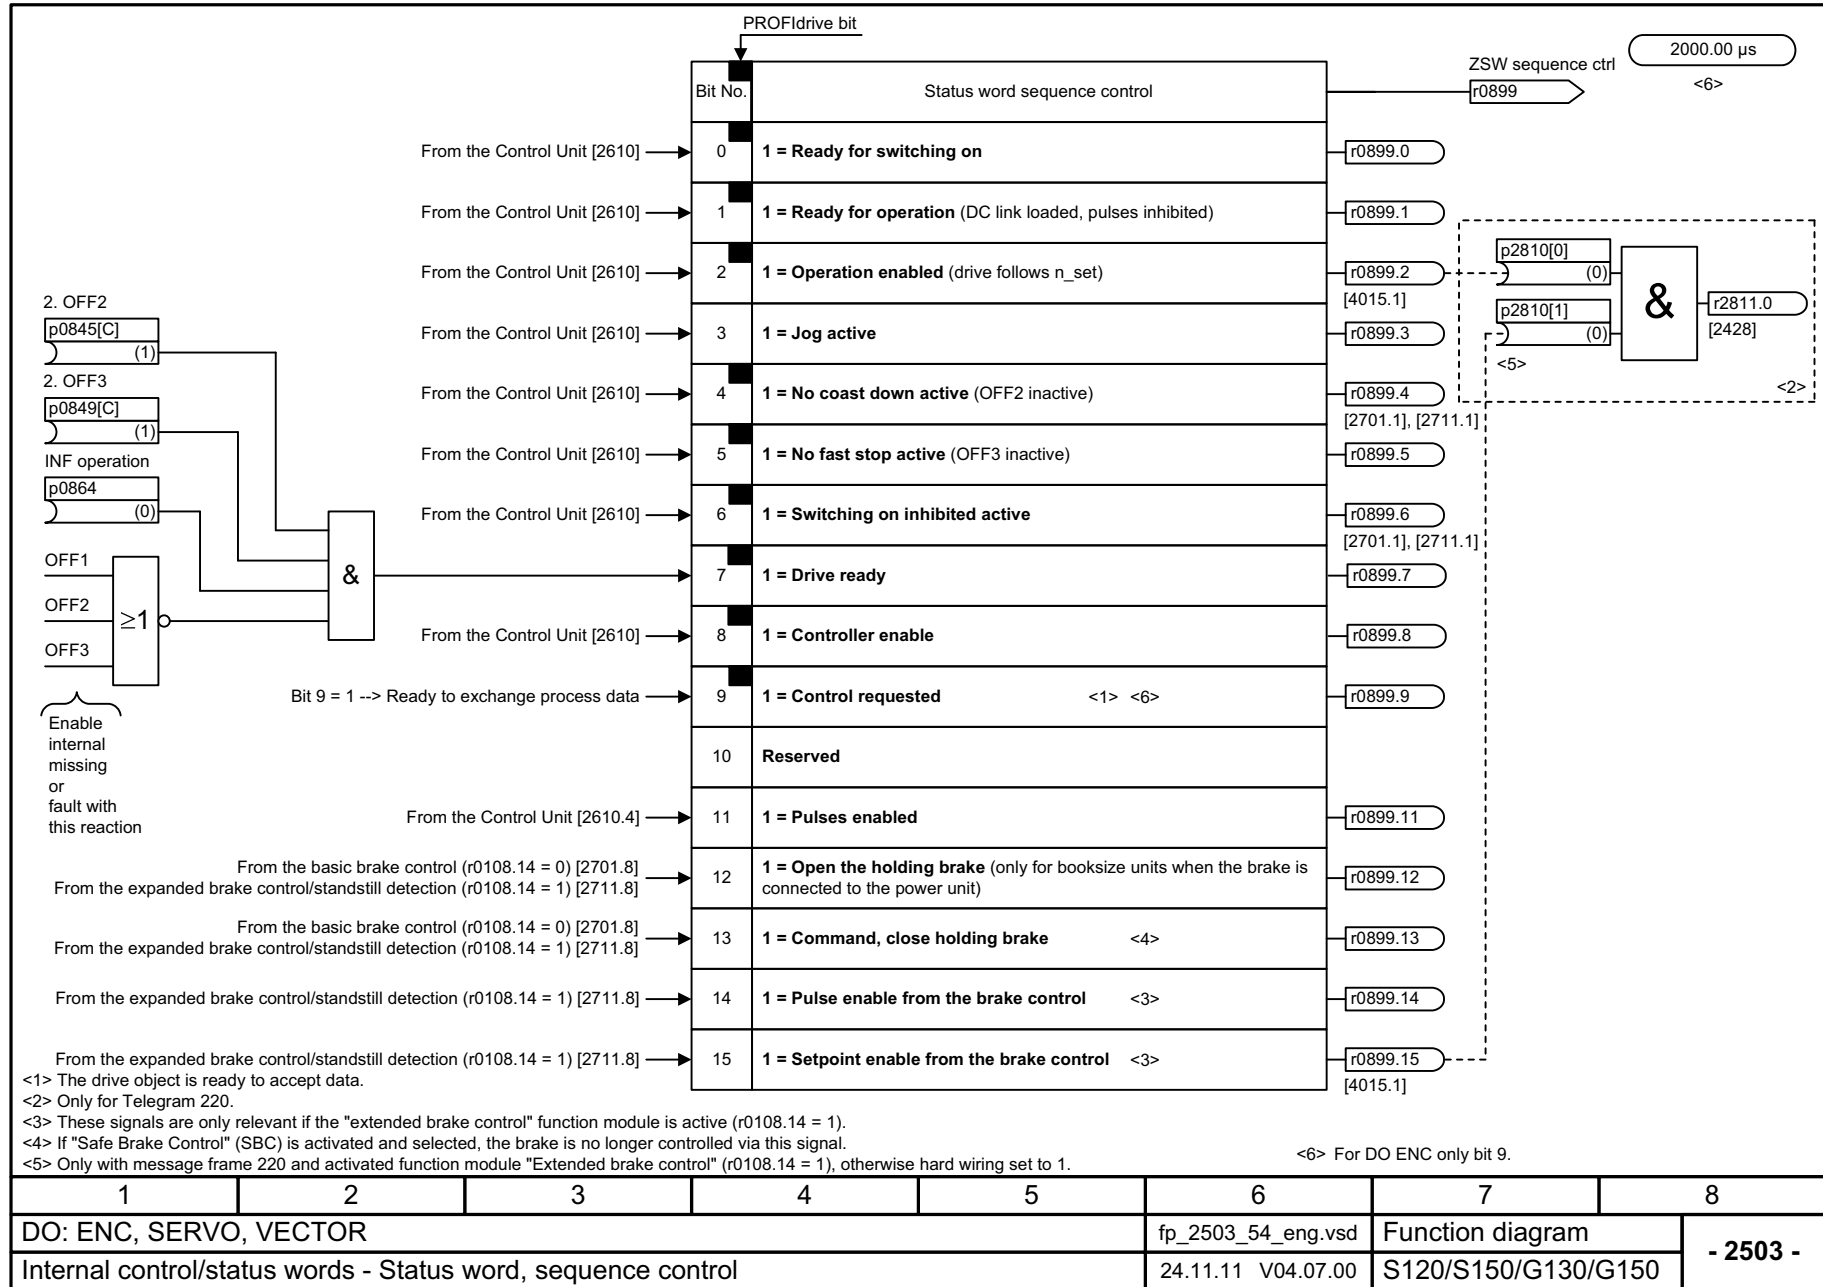 PROFIdrive bit
2000.00 µs
<6>
ZSW sequence ctrl
r0899
Bit No.
Status word sequence control
From the Control Unit [2610]
0
1 = Ready for switching on
r0899.0
From the Control Unit [2610]
1
1 = Ready for operation (DC link loaded, pulses inhibited)
r0899.1
From the Control Unit [2610]
2
1 = Operation enabled (drive follows n_set)
r0899.2
[4015.1]
From the Control Unit [2610]
3
1 = Jog active
r0899.3
From the Control Unit [2610]
4
1 = No coast down active (OFF2 inactive)
r0899.4
[2701.1], [2711.1]
From the Control Unit [2610]
5
1 = No fast stop active (OFF3 inactive)
r0899.5
From the Control Unit [2610]
6
1 = Switching on inhibited active
r0899.6
[2701.1], [2711.1]
7
1 = Drive ready
r0899.7
From the Control Unit [2610]
8
1 = Controller enable
r0899.8
Bit 9 = 1 --> Ready to exchange process data
9
1 = Control requested <1> <6>
r0899.9
10
Reserved
From the Control Unit [2610.4]
11
1 = Pulses enabled
r0899.11
From the basic brake control (r0108.14 = 0) [2701.8]
From the expanded brake control/standstill detection (r0108.14 = 1) [2711.8]
12
1 = Open the holding brake (only for booksize units when the brake is
connected to the power unit)
r0899.12
From the basic brake control (r0108.14 = 0) [2701.8]
From the expanded brake control/standstill detection (r0108.14 = 1) [2711.8]
13
1 = Command, close holding brake <4>
r0899.13
From the expanded brake control/standstill detection (r0108.14 = 1) [2711.8]
14
1 = Pulse enable from the brake control <3>
r0899.14
From the expanded brake control/standstill detection (r0108.14 = 1) [2711.8]
15
1 = Setpoint enable from the brake control <3>
r0899.15
[4015.1]
p2810[0]
(0)
p2810[1]
(0)
<5>
&
r2811.0
[2428]
<2>
2. OFF2
p0845[C]
(1)
2. OFF3
p0849[C]
(1)
INF operation
p0864
(0)
OFF1
OFF2
OFF3
≥1
&
Enable
internal
missing
or
fault with
this reaction
<1> The drive object is ready to accept data.
<2> Only for Telegram 220.
<3> These signals are only relevant if the "extended brake control" function module is active (r0108.14 = 1).
<4> If "Safe Brake Control" (SBC) is activated and selected, the brake is no longer controlled via this signal.
<5> Only with message frame 220 and activated function module "Extended brake control" (r0108.14 = 1), otherwise hard wiring set to 1.
<6> For DO ENC only bit 9.
1 2 3 4 5 6 7 8
DO: ENC, SERVO, VECTOR
fp_2503_54_eng.vsd
Function diagram
- 2503 -
Internal control/status words - Status word, sequence control
24.11.11 V04.07.00
S120/S150/G130/G150